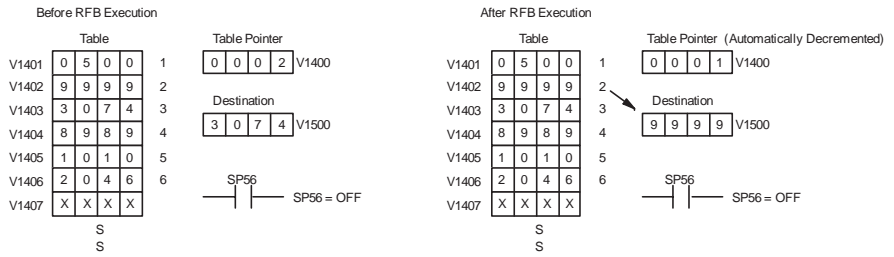 Before RFB Execution
Table
Table Pointer
V1401 0 5 0 0 1
0 0 0 2 V1400
V1402 9 9 9 9 2
V1403 3 0 7 4 3
Destination
3 0 7 4 V1500
V1404 8 9 8 9 4
V1405 1 0 1 0 5
V1406 2 0 4 6 6
V1407 X X X X
S
S
SP56
SP56 = OFF
After RFB Execution
Table
Table Pointer (Automatically Decremented)
V1401 0 5 0 0 1
0 0 0 1 V1400
V1402 9 9 9 9 2
V1403 3 0 7 4 3
Destination
9 9 9 9 V1500
V1404 8 9 8 9 4
V1405 1 0 1 0 5
V1406 2 0 4 6 6
V1407 X X X X
S
S
SP56
SP56 = OFF